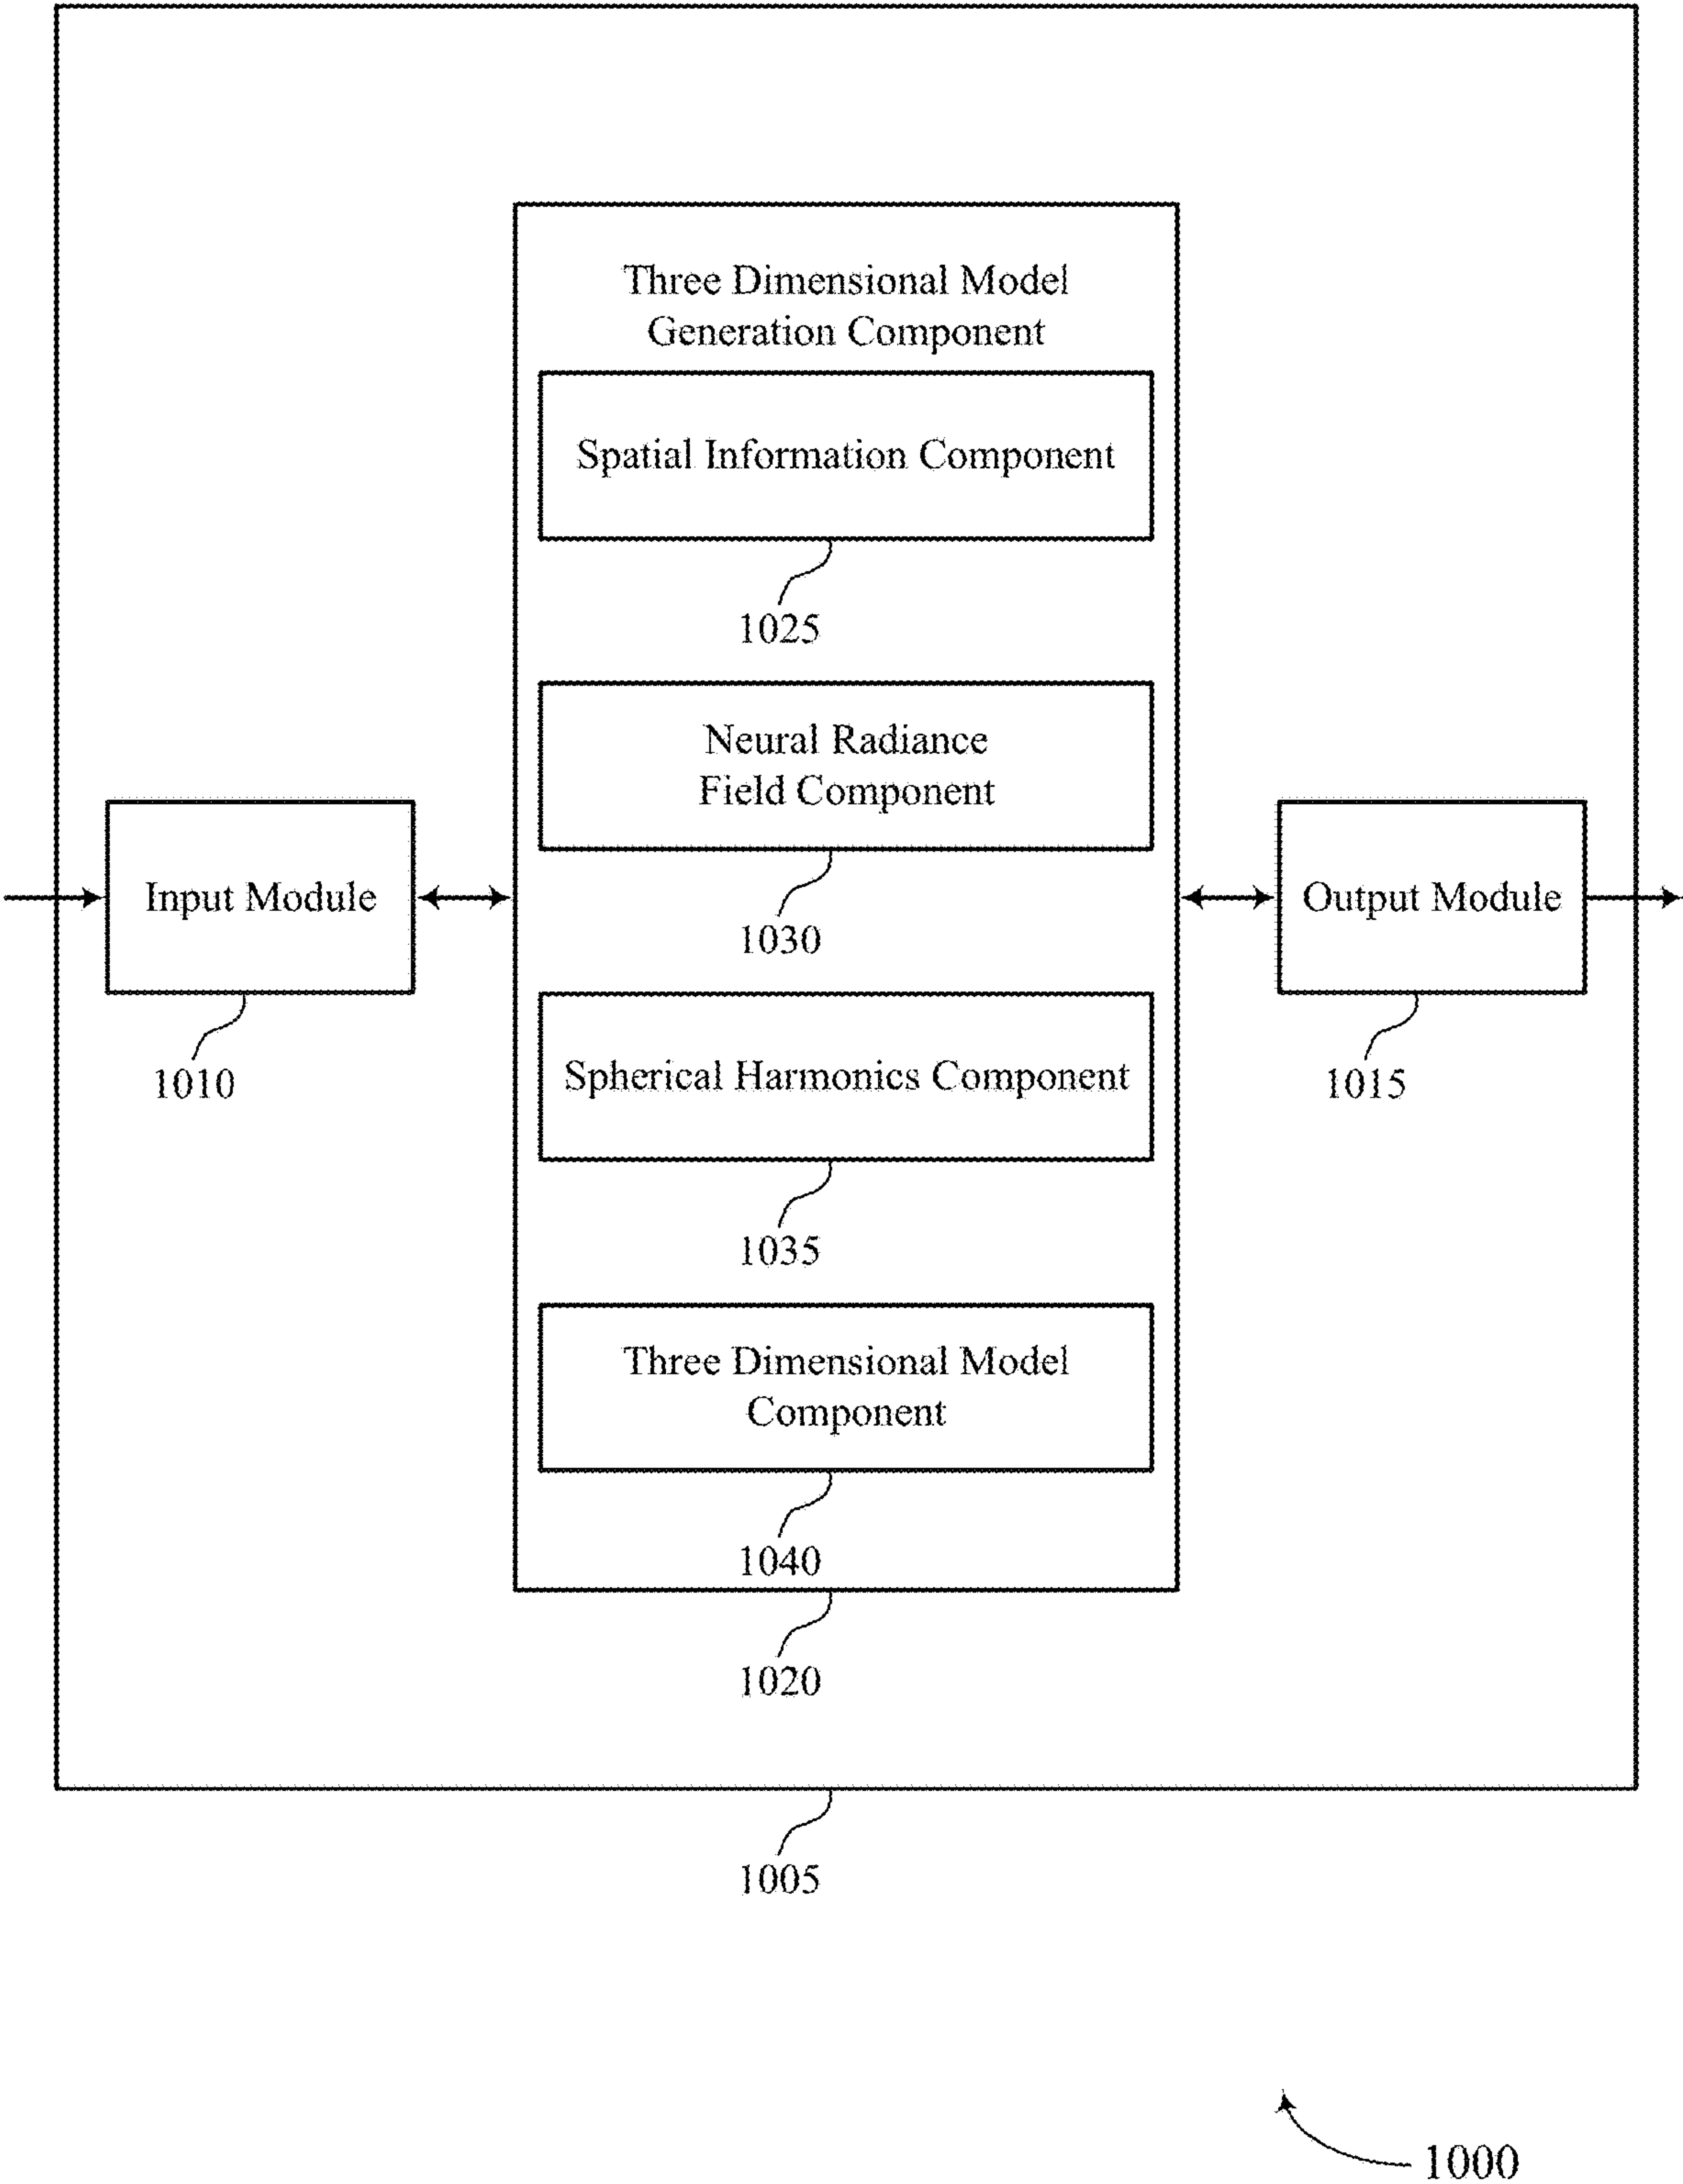 Three Dimensional Model
Generation Component
Spatial Information Component
1025
Neural Radiance
Field Component
1030
Input Module
1010
Output Module
1015
Spherical Harmonics Component
1035
Three Dimensional Model
Component
1040
1020
1005
1000